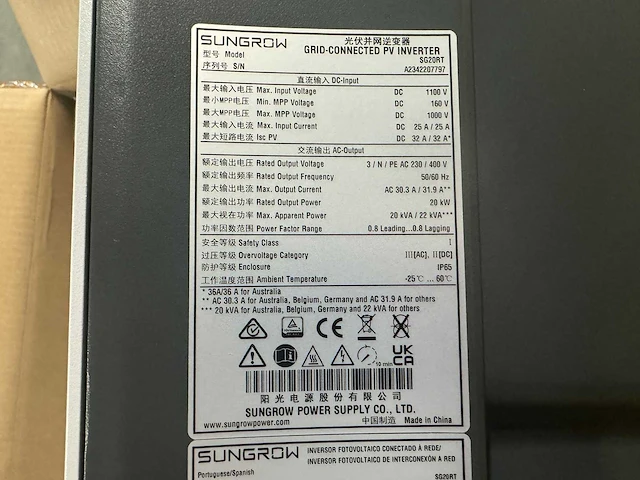 SUNGROW
光伏并网逆变器
GRID-CONNECTED PV INVERTER
型号 Model SG20RT
序列号 S/N A2342207797
直流输入 DC-Input
最大输入电压 Max. Input Voltage DC 1100 V
最小MPP电压 Min. MPP Voltage DC 160 V
最大MPP电压 Max. MPP Voltage DC 1000 V
最大输入电流 Max. Input Current DC 25 A / 25 A
最大短路电流 Isc PV DC 32 A / 32 A*
交流输出 AC-Output
额定输出电压 Rated Output Voltage 3 / N / PE AC 230 / 400 V
额定输出频率 Rated Output Frequency 50/60 Hz
最大输出电流 Max. Output Current AC 30.3 A / 31.9 A**
额定输出功率 Rated Output Power 20 kW
最大视在功率 Max. Apparent Power 20 kVA / 22 kVA***
功率因数范围 Power Factor Range 0.8 Leading...0.8 Lagging
安全等级 Safety Class I
过压等级 Overvoltage Category III[AC], II[DC]
防护等级 Enclosure IP65
工作温度范围 Ambient Temperature -25℃ ... 60℃
* 36A/36 A for Australia
** AC 30.3 A for Australia, Belgium, Germany and AC 31.9 A for others
*** 20 kVA for Australia, Belgium, Germany and 22 kVA for others
CE
10 min
UK
CA
阳光电源股份有限公司
SUNGROW POWER SUPPLY CO., LTD.
www.sungrowpower.com 中国制造 Made in China
SUNGROW
INVERSOR FOTOVOLTAICO CONECTADO À REDE/
INVERSOR FOTOVOLTAICO DE INTERCONEXIÓN A RED
Portuguese/Spanish SG20RT